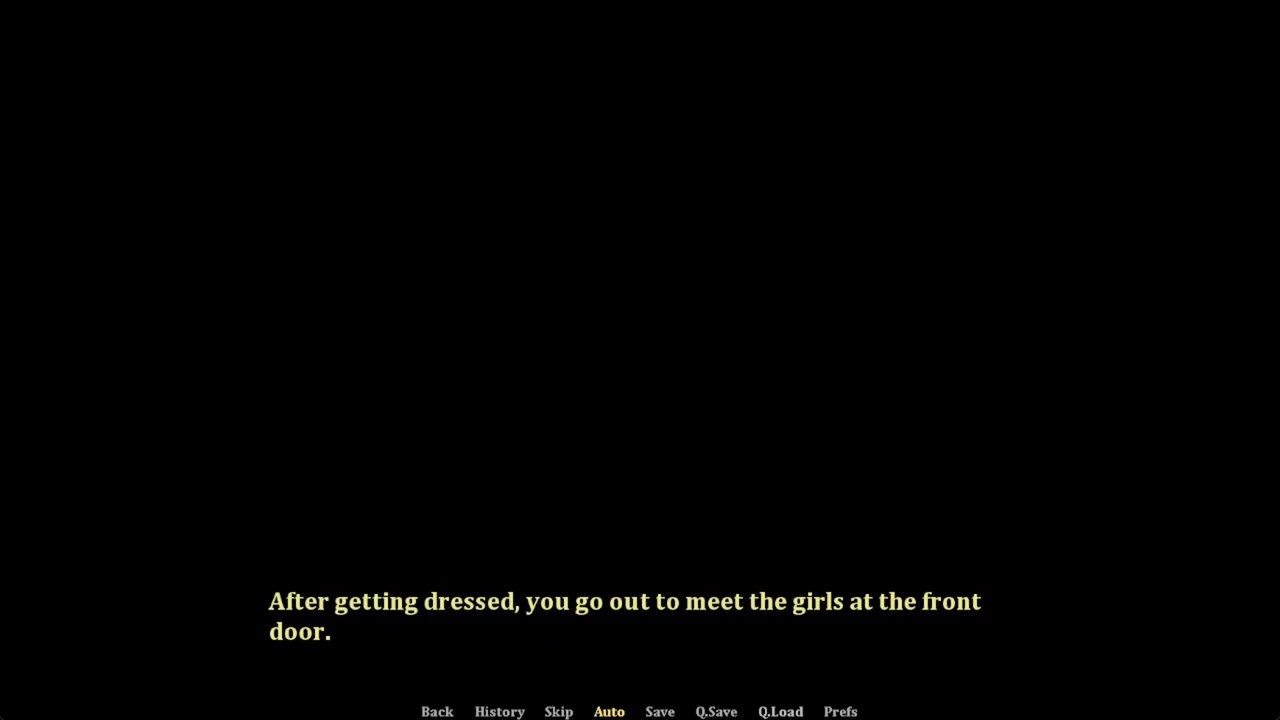 After getting dressed, you go out to meet the girls at the front
door.
Back History Skip Auto Save Q.Save Q.Load Prefs